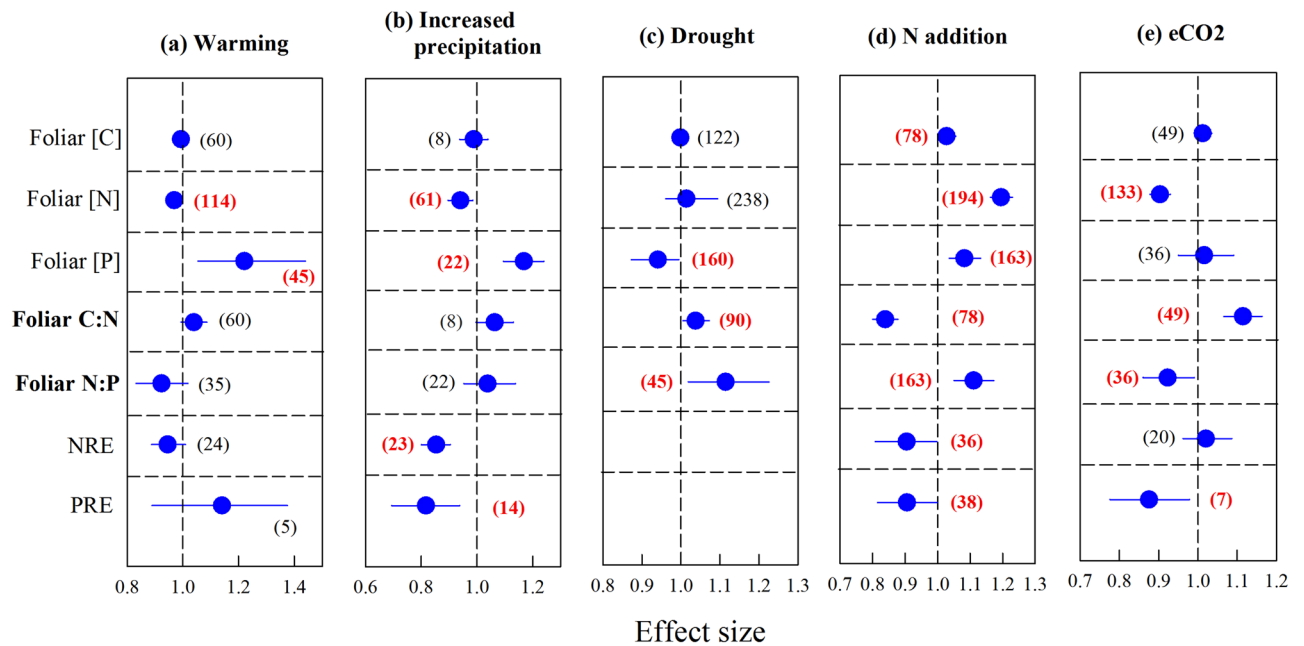 (a) Warming
(b) Increased
precipitation
(c) Drought
(d) N addition
(e) eCO2
Foliar [C] (60) (8) (122) (78) (49)
Foliar [N] (114) (61) (238) (194) (133)
Foliar [P] (45) (22) (160) (163) (36)
Foliar C:N (60) (8) (90) (78) (49)
Foliar N:P (35) (22) (45) (163) (36)
NRE (24) (23) (36) (20)
PRE (5) (14) (38) (7)
0.8 1.0 1.2 1.4 0.6 0.8 1.0 1.2 0.8 0.9 1.0 1.1 1.2 1.3 0.7 0.8 0.9 1.0 1.1 1.2 1.3 0.7 0.8 0.9 1.0 1.1 1.2
Effect size